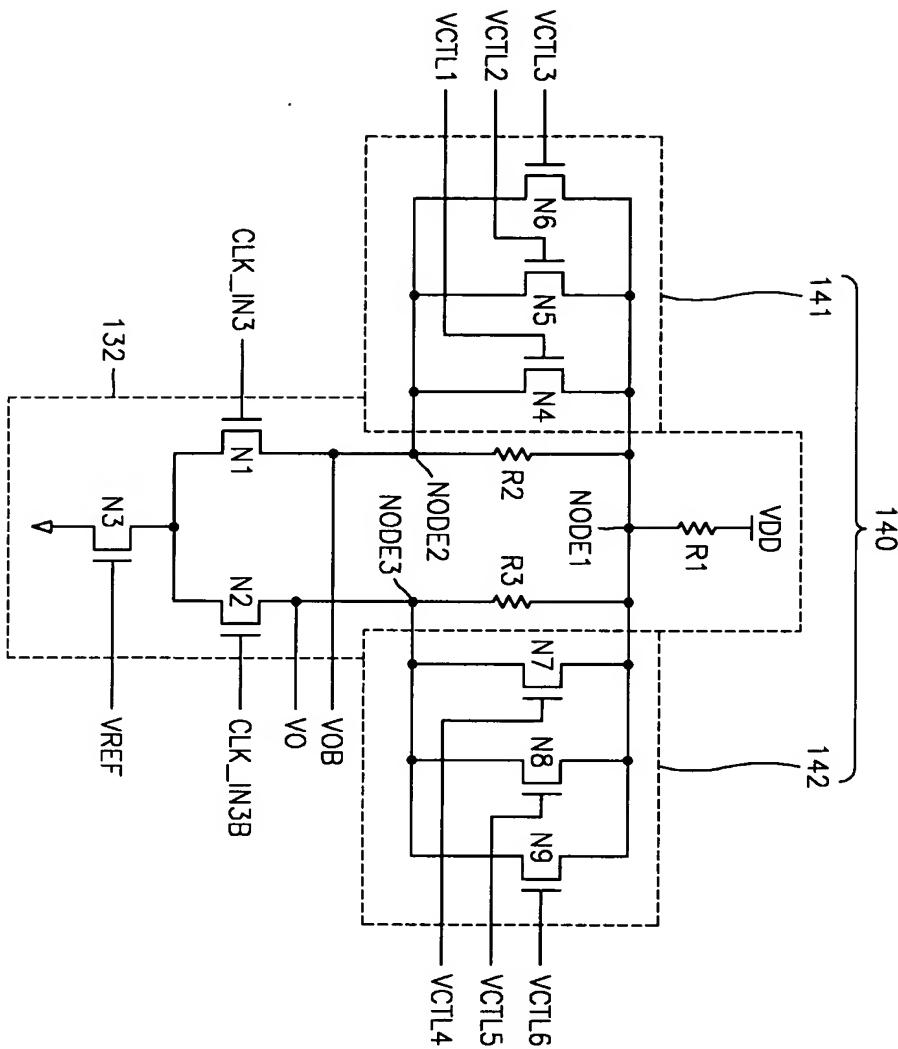 140
141
142
VDD
R1
NODE1
VCTL3
VCTL2
VCTL1
N6
N5
N4
R2
R3
N7
N8
N9
NODE2
NODE3
CLK_IN3
132
N1
N2
N3
VOB
VO
CLK_IN3B
VREF
VCTL4
VCTL5
VCTL6